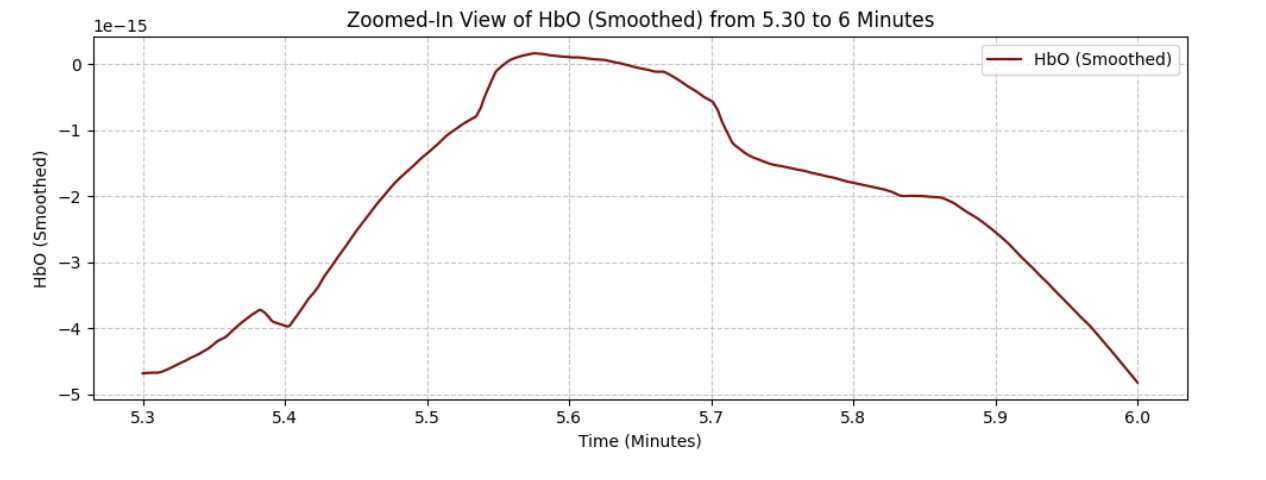 Zoomed-In View of HbO (Smoothed) from 5.30 to 6 Minutes
1e−15
HbO (Smoothed)
0
−1
−2
−3
−4
−5
HbO (Smoothed)
5.3 5.4 5.5 5.6 5.7 5.8 5.9 6.0
Time (Minutes)